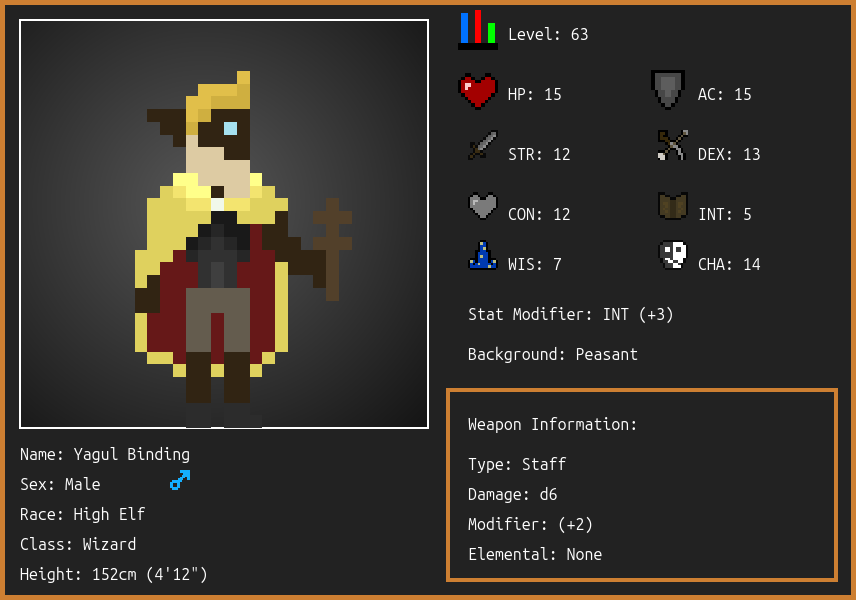 Level: 63
HP: 15
AC: 15
STR: 12
DEX: 13
CON: 12
INT: 5
WIS: 7
CHA: 14
Stat Modifier: INT (+3)
Background: Peasant
Weapon Information:
Type: Staff
Damage: d6
Modifier: (+2)
Elemental: None
Name: Yagul Binding
Sex: Male
Race: High Elf
Class: Wizard
Height: 152cm (4'12")